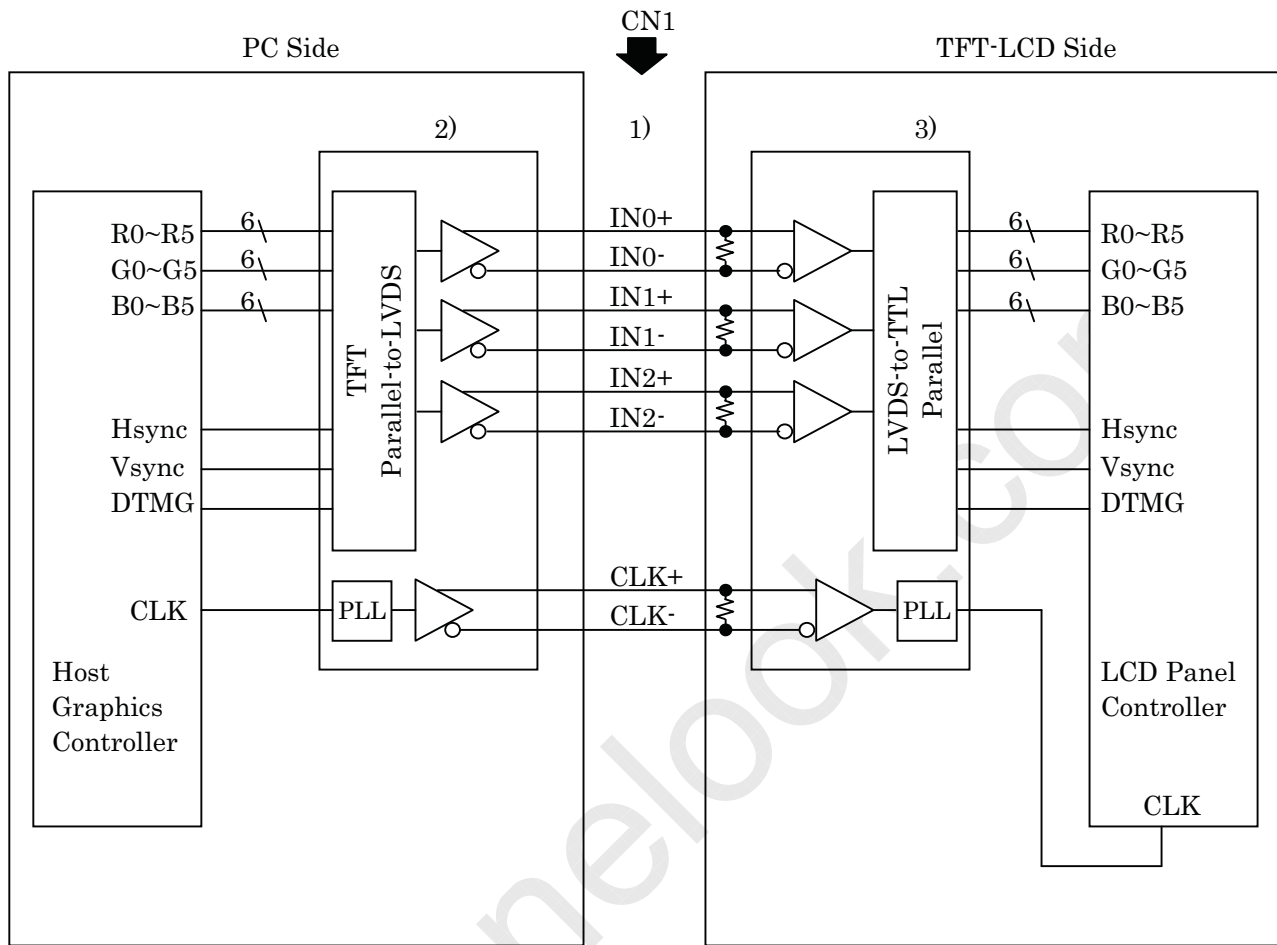 CN1
PC Side
TFT-LCD Side
2)
1)
3)
R0~R5
G0~G5
B0~B5
Hsync
Vsync
DTMG
CLK
Host
Graphics
Controller
6
6
6
TFT
Parallel-to-LVDS
PLL
IN0+
IN0-
IN1+
IN1-
IN2+
IN2-
CLK+
CLK-
LVDS-to-TTL
Parallel
PLL
6
6
6
R0~R5
G0~G5
B0~B5
Hsync
Vsync
DTMG
LCD Panel
Controller
CLK
nelook.com